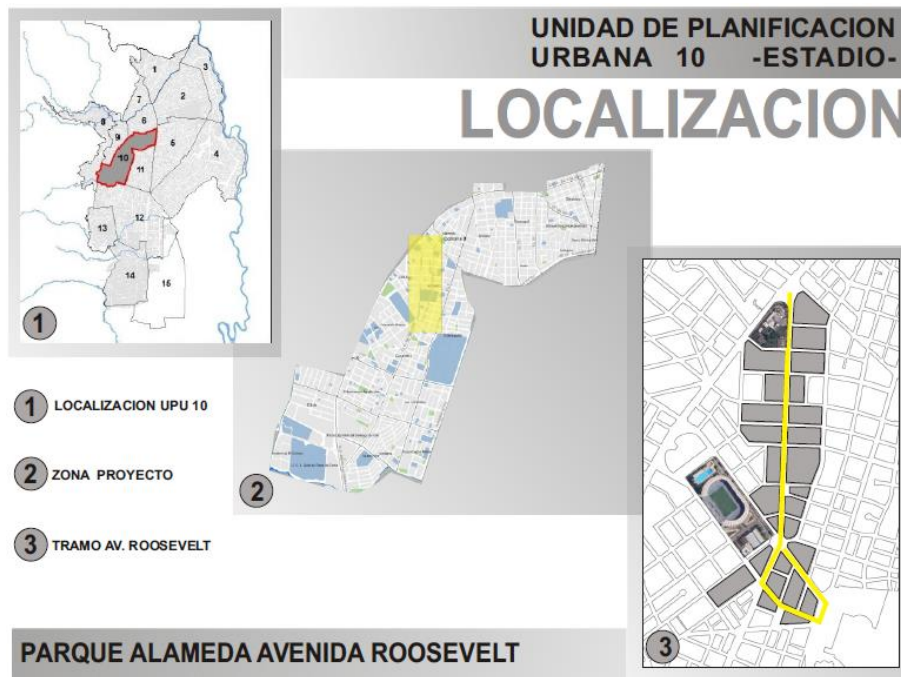 UNIDAD DE PLANIFICACION
URBANA 10 -ESTADIO-
LOCALIZACION
1
2
3
4
5
6
7
8
9
10
11
12
13
14
15
1
2
3
1 LOCALIZACION UPU 10
2 ZONA PROYECTO
3 TRAMO AV. ROOSEVELT
PARQUE ALAMEDA AVENIDA ROOSEVELT